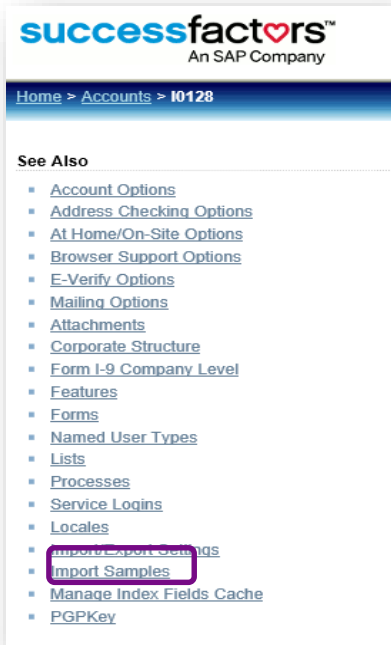 successfactors™
An SAP Company
Home > Accounts > I0128
See Also
Account Options
Address Checking Options
At Home/On-Site Options
Browser Support Options
E-Verify Options
Mailing Options
Attachments
Corporate Structure
Form I-9 Company Level
Features
Forms
Named User Types
Lists
Processes
Service Logins
Locales
Import/Export Settings
Import Samples
Manage Index Fields Cache
PGPKey